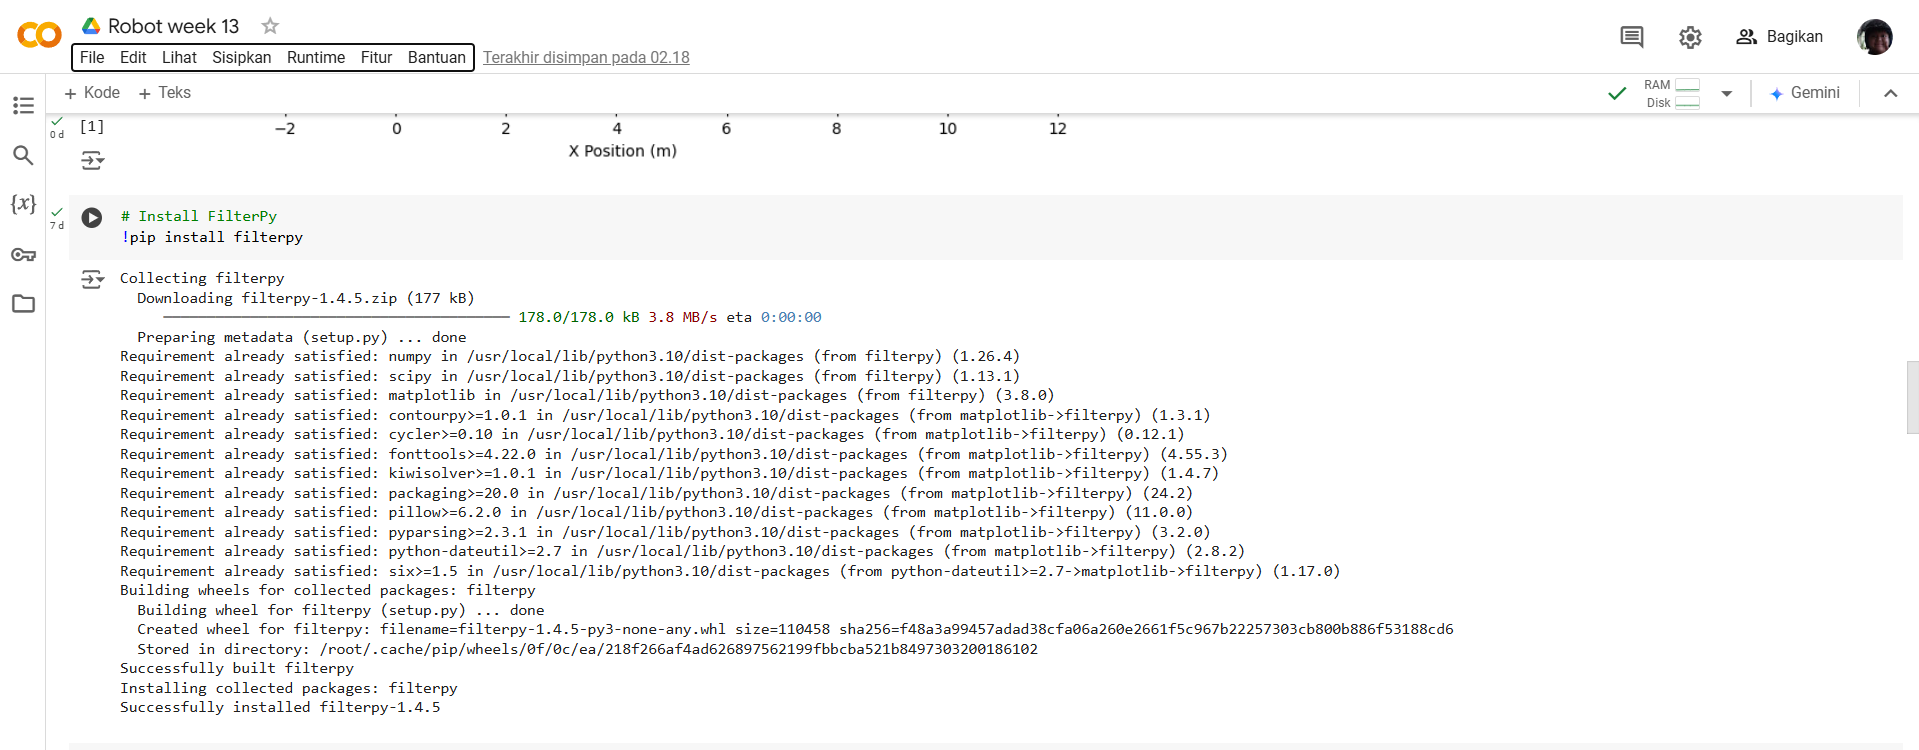 Robot week 13
File Edit Lihat Sisipkan Runtime Fitur Bantuan Terakhir disimpan pada 02.18
Bagikan
+ Kode + Teks
RAM
Disk
Gemini
0 d
[1]
−2 0 2 4 6 8 10 12
X Position (m)
{x}
7 d
# Install FilterPy
!pip install filterpy
Collecting filterpy
Downloading filterpy-1.4.5.zip (177 kB)
178.0/178.0 kB 3.8 MB/s eta 0:00:00
Preparing metadata (setup.py) ... done
Requirement already satisfied: numpy in /usr/local/lib/python3.10/dist-packages (from filterpy) (1.26.4)
Requirement already satisfied: scipy in /usr/local/lib/python3.10/dist-packages (from filterpy) (1.13.1)
Requirement already satisfied: matplotlib in /usr/local/lib/python3.10/dist-packages (from filterpy) (3.8.0)
Requirement already satisfied: contourpy>=1.0.1 in /usr/local/lib/python3.10/dist-packages (from matplotlib->filterpy) (1.3.1)
Requirement already satisfied: cycler>=0.10 in /usr/local/lib/python3.10/dist-packages (from matplotlib->filterpy) (0.12.1)
Requirement already satisfied: fonttools>=4.22.0 in /usr/local/lib/python3.10/dist-packages (from matplotlib->filterpy) (4.55.3)
Requirement already satisfied: kiwisolver>=1.0.1 in /usr/local/lib/python3.10/dist-packages (from matplotlib->filterpy) (1.4.7)
Requirement already satisfied: packaging>=20.0 in /usr/local/lib/python3.10/dist-packages (from matplotlib->filterpy) (24.2)
Requirement already satisfied: pillow>=6.2.0 in /usr/local/lib/python3.10/dist-packages (from matplotlib->filterpy) (11.0.0)
Requirement already satisfied: pyparsing>=2.3.1 in /usr/local/lib/python3.10/dist-packages (from matplotlib->filterpy) (3.2.0)
Requirement already satisfied: python-dateutil>=2.7 in /usr/local/lib/python3.10/dist-packages (from matplotlib->filterpy) (2.8.2)
Requirement already satisfied: six>=1.5 in /usr/local/lib/python3.10/dist-packages (from python-dateutil>=2.7->matplotlib->filterpy) (1.17.0)
Building wheels for collected packages: filterpy
Building wheel for filterpy (setup.py) ... done
Created wheel for filterpy: filename=filterpy-1.4.5-py3-none-any.whl size=110458 sha256=f48a3a99457adad38cfa06a260e2661f5c967b22257303cb800b886f53188cd6
Stored in directory: /root/.cache/pip/wheels/0f/0c/ea/218f266af4ad626897562199fbbcba521b8497303200186102
Successfully built filterpy
Installing collected packages: filterpy
Successfully installed filterpy-1.4.5